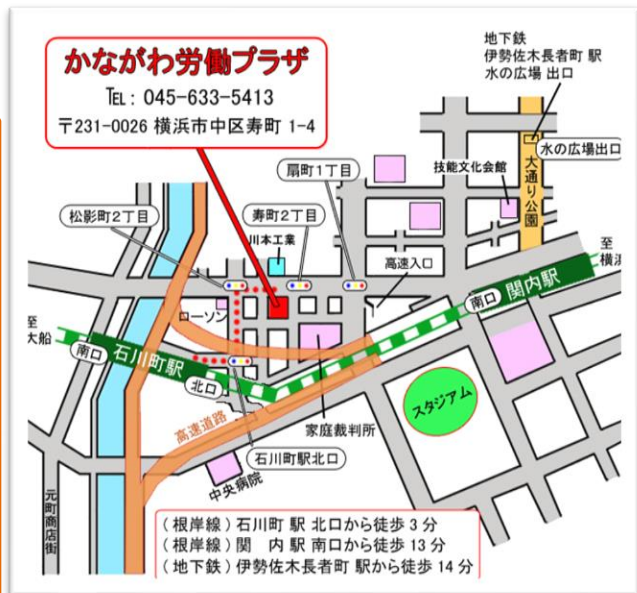 かながわ労働プラザ
TEL: 045-633-5413
〒231-0026 横浜市中区寿町 1-4
地下鉄
伊勢佐木長者町 駅
水の広場 出口
水の広場出口
大通り公園
技能文化会館
扇町1丁目
松影町2丁目
寿町2丁目
川本工業
高速入口
至
横浜
関内駅
南口
ローソン
至
大船
南口
石川町駅
北口
スタジアム
家庭裁判所
高速道路
石川町駅北口
中央病院
元町商店街
(根岸線)石川町 駅 北口から徒歩 3 分
(根岸線)関 内 駅 南口から徒歩 13 分
(地下鉄)伊勢佐木長者町 駅から徒歩 14 分